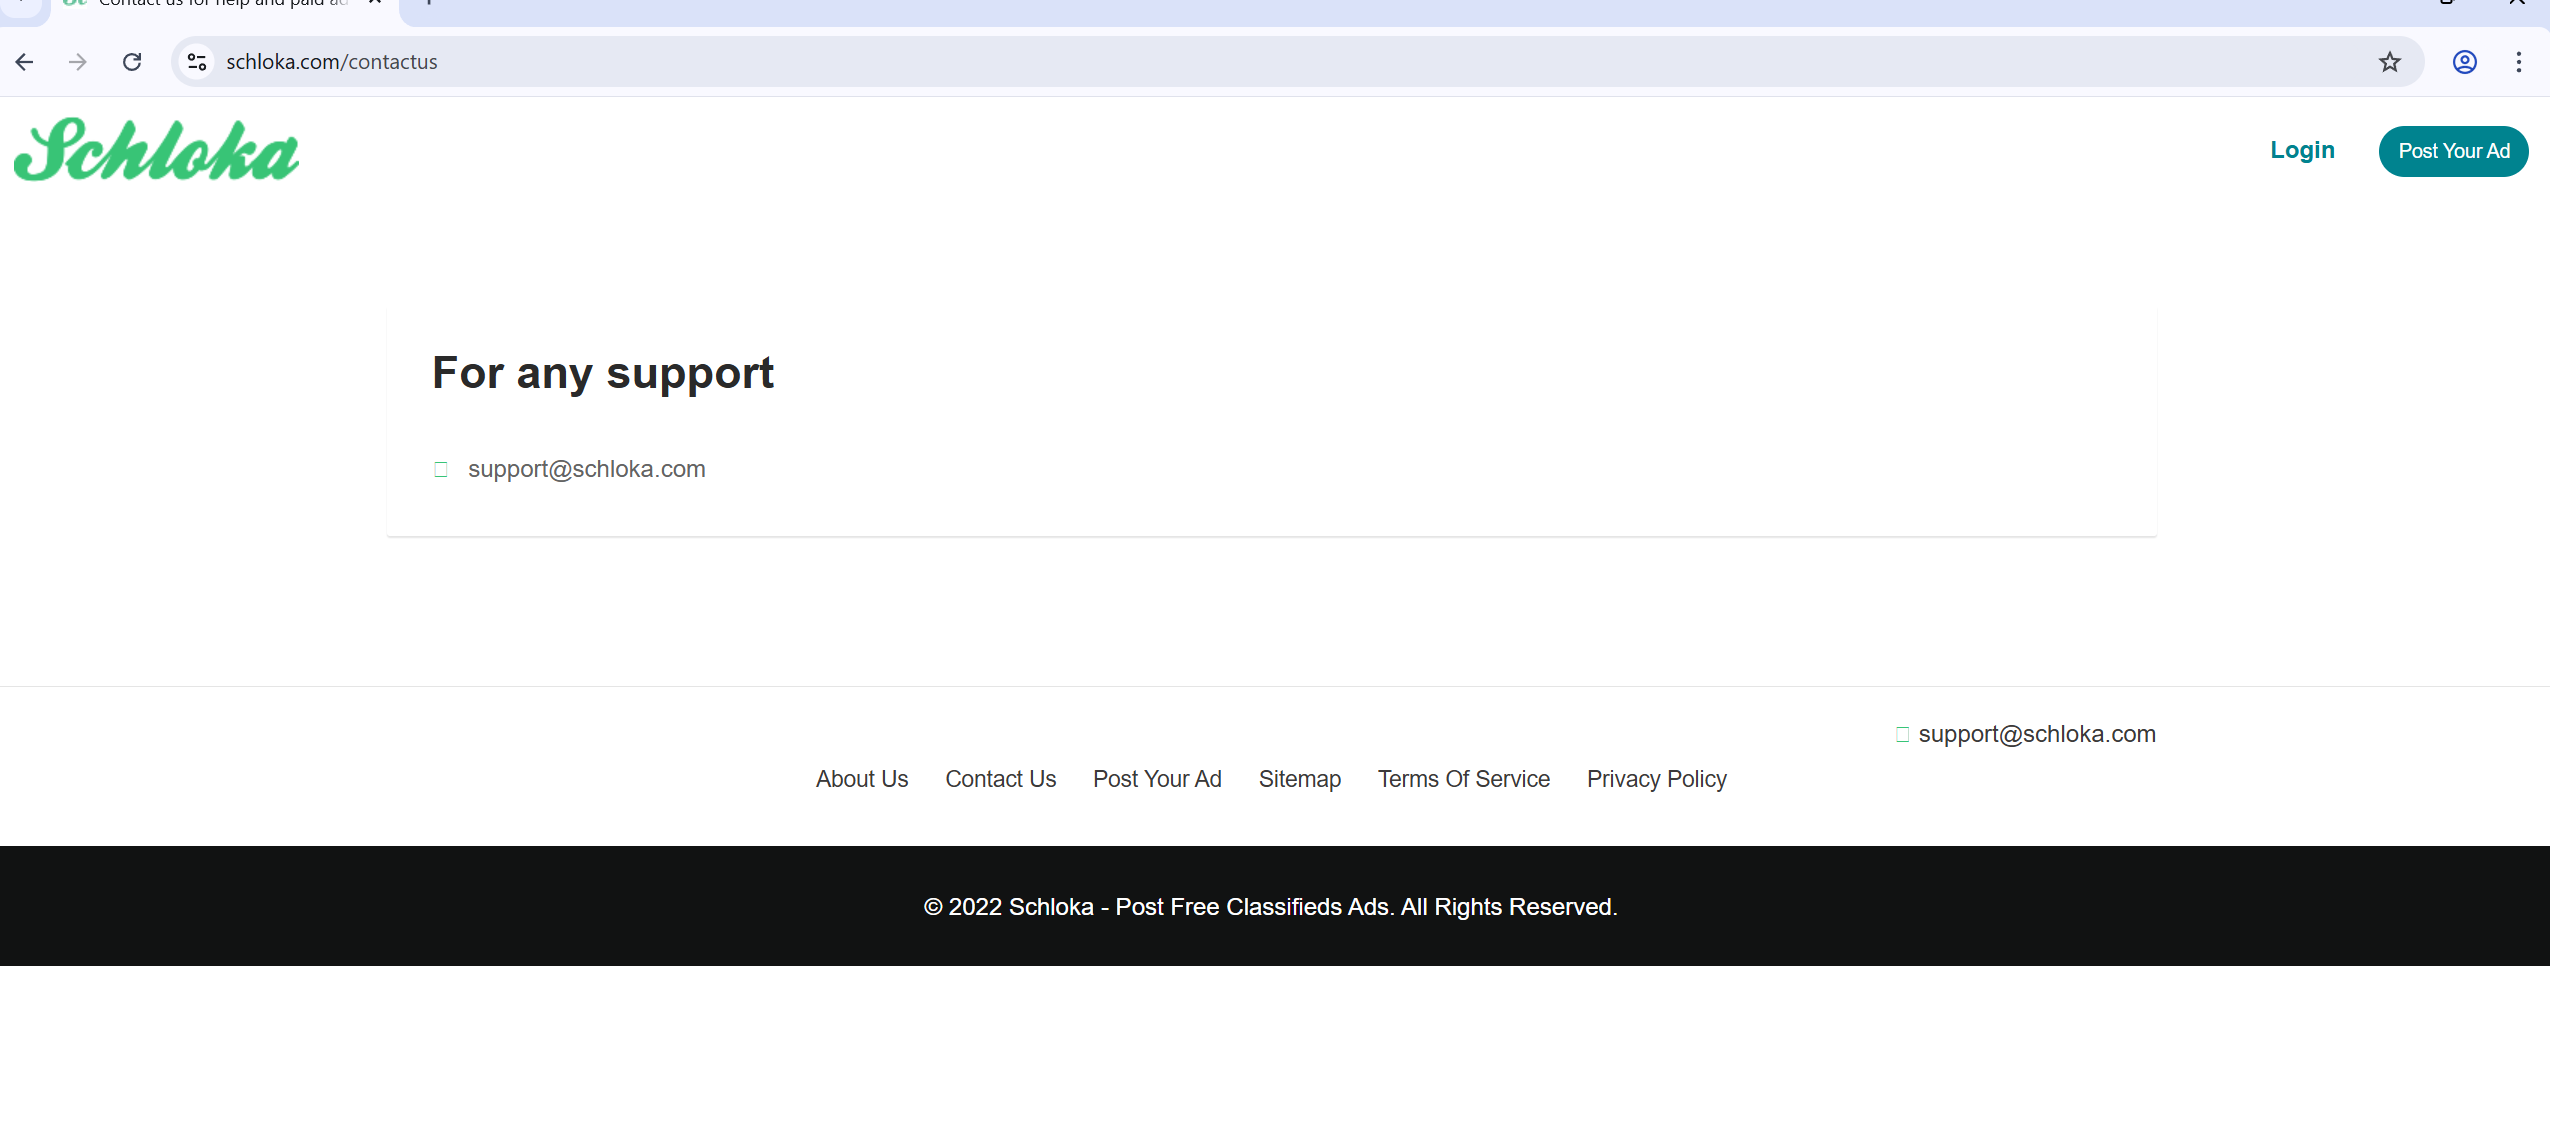 Contact us for help and paid ad
schloka.com/contactus
Schloka
Login
Post Your Ad
For any support
support@schloka.com
support@schloka.com
About Us Contact Us Post Your Ad Sitemap Terms Of Service Privacy Policy
© 2022 Schloka - Post Free Classifieds Ads. All Rights Reserved.